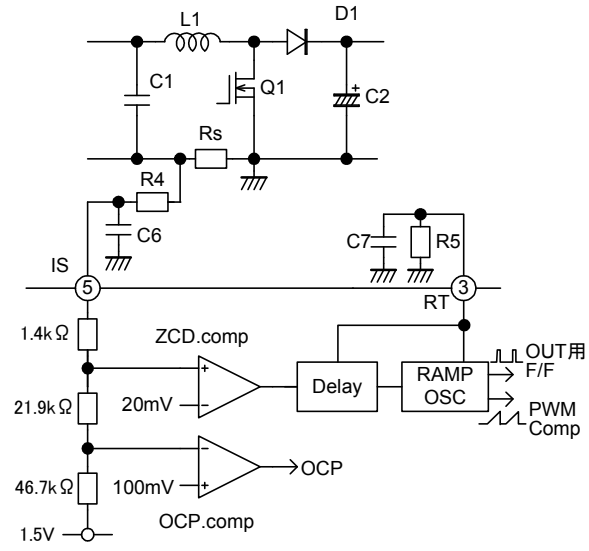 D1
L1
C1
Q1
+
C2
Rs
R4
C6
C7
R5
IS
5
3
RT
1.4kΩ
ZCD.comp
+
20mV
−
Delay
RAMP
OSC
OUT用
F/F
PWM
Comp
21.9kΩ
−
100mV
+
OCP
46.7kΩ
OCP.comp
1.5V